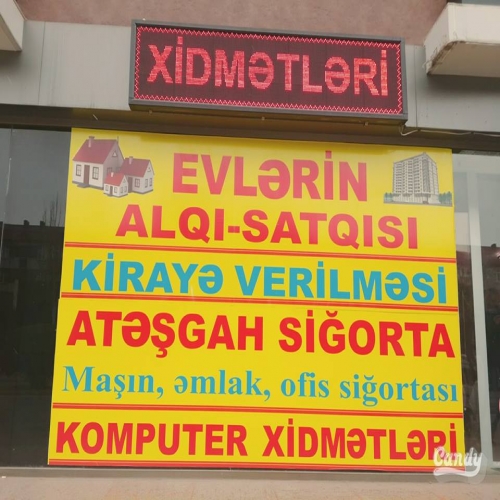 XİDMƏTLƏRİ
EVLƏRİN
ALQI-SATQISI
KİRAYƏ VERİLMƏSİ
ATƏŞGAH SİĞORTA
Maşın, əmlak, ofis siğortası
KOMPUTER XİDMƏTLƏRİ
Candy